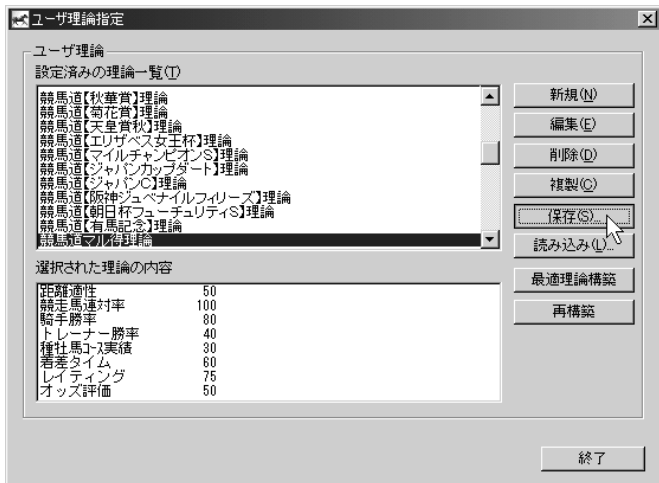 ユーザ理論指定
ユーザ理論
設定済みの理論一覧(T)
競馬道【秋華賞】理論
競馬道【菊花賞】理論
競馬道【天皇賞秋】理論
競馬道【エリザベス女王杯】理論
競馬道【マイルチャンピオンS】理論
競馬道【ジャパンカップダート】理論
競馬道【ジャパンC】理論
競馬道【阪神ジュベナイルフィリーズ】理論
競馬道【朝日杯フューチュリティS】理論
競馬道【有馬記念】理論
競馬道マル得理論
新規(N)
編集(E)
削除(D)
複製(C)
保存(S)...
読み込み(L)...
最適理論構築
再構築
選択された理論の内容
距離適性 50
競走馬連対率 100
騎手勝率 80
トレーナー勝率 40
種牡馬ｺｰｽ実績 30
着差タイム 60
レイティング 75
オッズ評価 50
終了